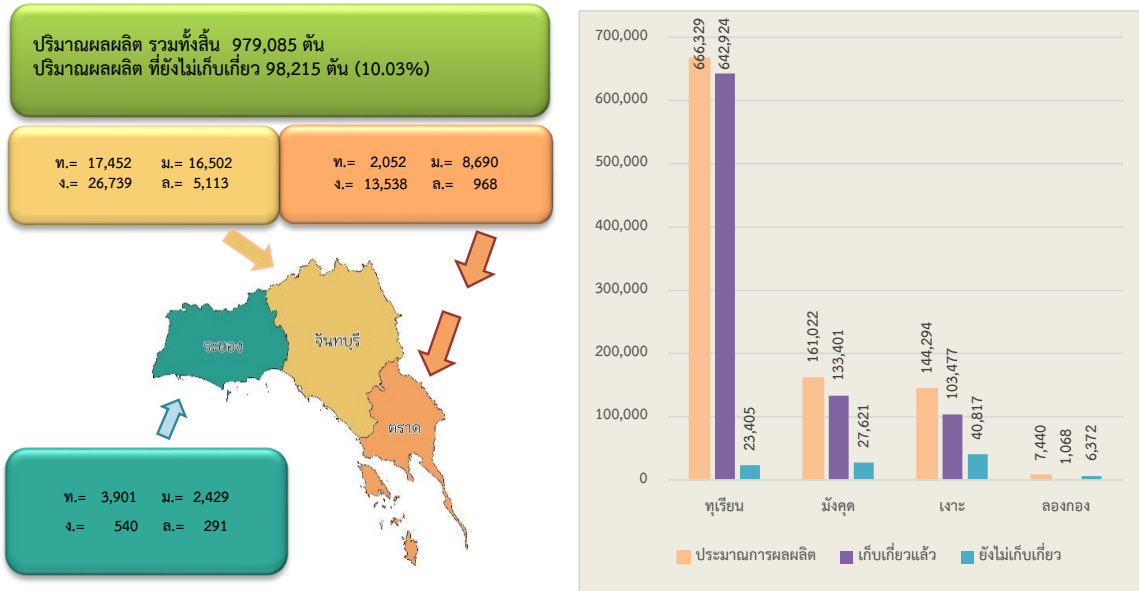 ปริมาณผลผลิต รวมทั้งสิ้น 979,085 ตัน
ปริมาณผลผลิต ที่ยังไม่เก็บเกี่ยว 98,215 ตัน (10.03%)
ท.= 17,452 ม.= 16,502
ง.= 26,739 ล.= 5,113
ท.= 2,052 ม.= 8,690
ง.= 13,538 ล.= 968
ระยอง
จันทบุรี
ตราด
ท.= 3,901 ม.= 2,429
ง.= 540 ล.= 291
700,000
600,000
500,000
400,000
300,000
200,000
100,000
0
666,329
642,924
23,405
161,022
133,401
27,621
144,294
103,477
40,817
7,440
1,068
6,372
ทุเรียน
มังคุด
เงาะ
ลองกอง
ประมาณการผลผลิต
เก็บเกี่ยวแล้ว
ยังไม่เก็บเกี่ยว